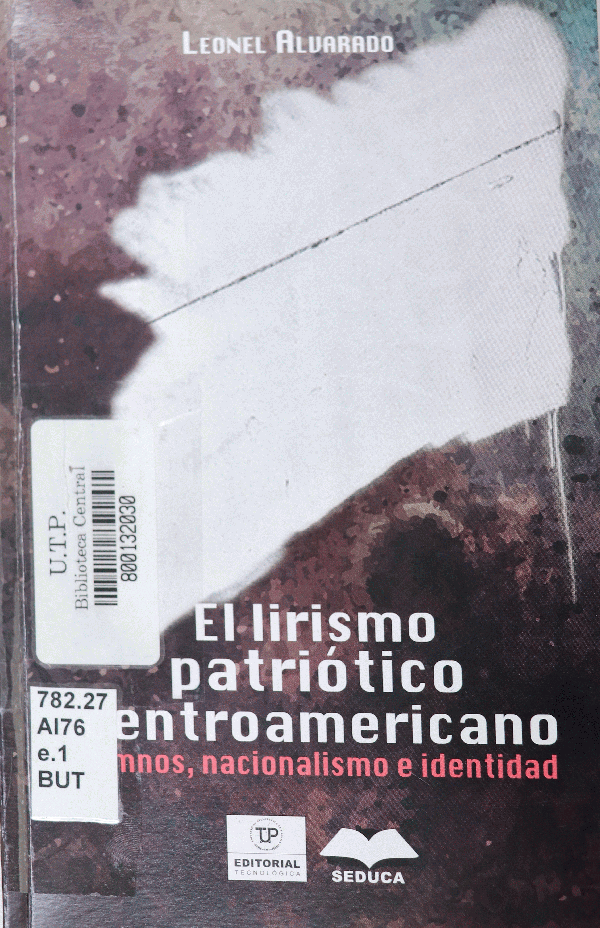 LEONEL ALVARADO
U.T.P.
Biblioteca Central
800132030
El lirismo
patriótico
entroamericano
mnos, nacionalismo e identidad
782.27
Al76
e.1
BUT
UTP
EDITORIAL
TECNOLÓGICA
SEDUCA